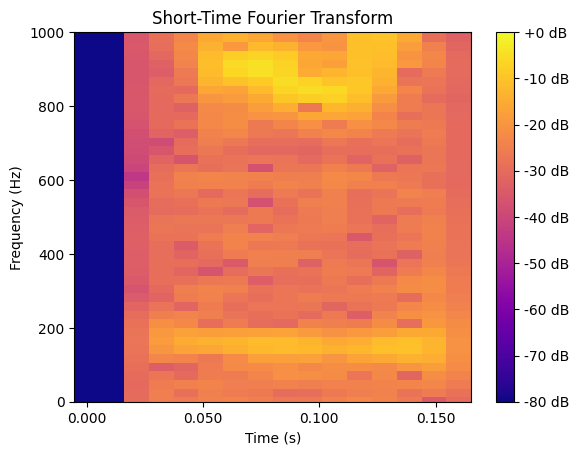 Short-Time Fourier Transform
1000
800
600
400
200
0
Frequency (Hz)
0.000
0.050
0.100
0.150
Time (s)
+0 dB
-10 dB
-20 dB
-30 dB
-40 dB
-50 dB
-60 dB
-70 dB
-80 dB